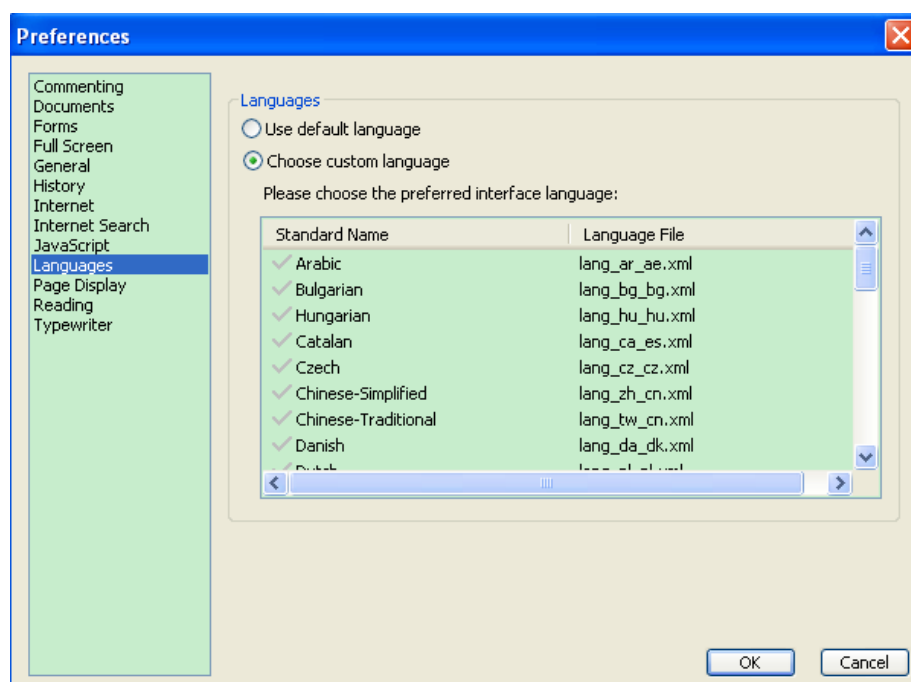 Preferences
Commenting
Documents
Forms
Full Screen
General
History
Internet
Internet Search
JavaScript
Languages
Page Display
Reading
Typewriter
Languages
Use default language
Choose custom language
Please choose the preferred interface language:
Standard Name Language File
Arabic lang_ar_ae.xml
Bulgarian lang_bg_bg.xml
Hungarian lang_hu_hu.xml
Catalan lang_ca_es.xml
Czech lang_cz_cz.xml
Chinese-Simplified lang_zh_cn.xml
Chinese-Traditional lang_tw_cn.xml
Danish lang_da_dk.xml
Dutch lang_nl_nl.xml
OK Cancel